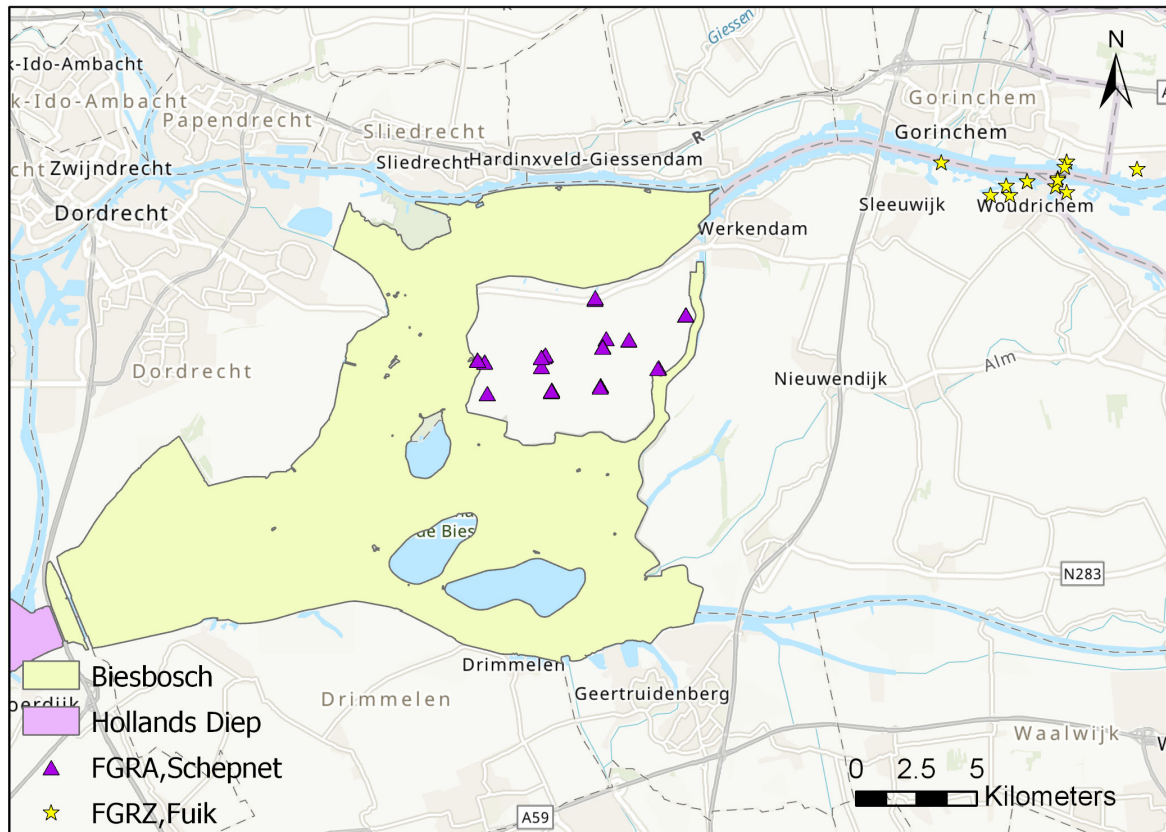 Giessen
k-Ido-Ambacht
N
k-Ido-Ambacht
Papendrecht
A
Gorinchem
Sliedrecht
R
Gorinchem
Zwijndrecht
Sliedrecht
Hardinxveld-Giessendam
Dordrecht
Sleeuwijk
Woudrichem
Werkendam
Dordrecht
Alm
Nieuwendijk
de Bies
N283
Drimmelen
Biesbosch
Drimmelen
Geertruidenberg
Hollands Diep
Waalwijk
W
FGRA,Schepnet
0 2.5 5
Kilometers
FGRZ,Fuik
A59